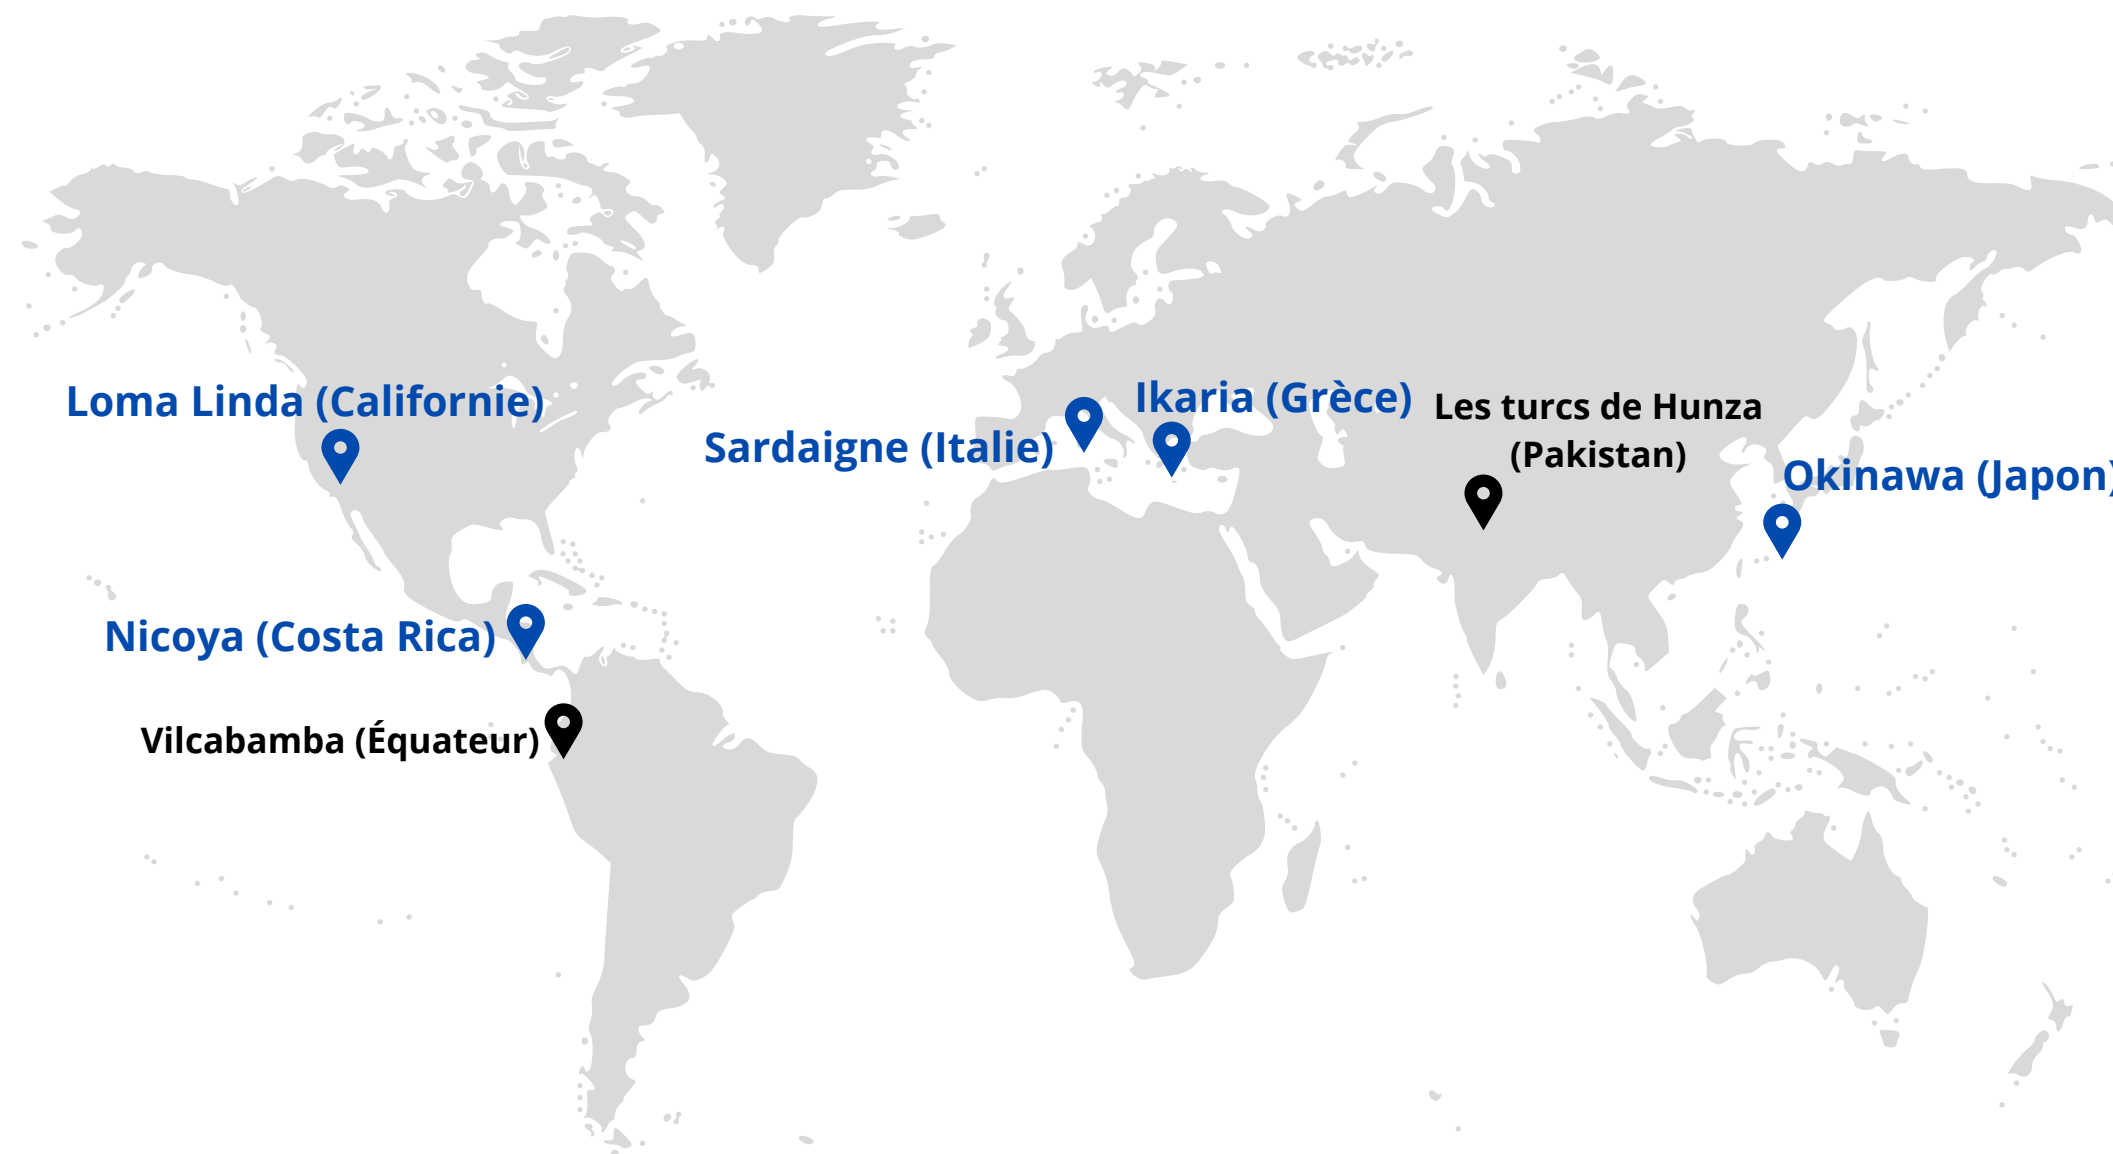 Loma Linda (Californie)
Ikaria (Grèce)
Les turcs de Hunza
(Pakistan)
Sardaigne (Italie)
Okinawa (Japon)
Nicoya (Costa Rica)
Vilcabamba (Équateur)